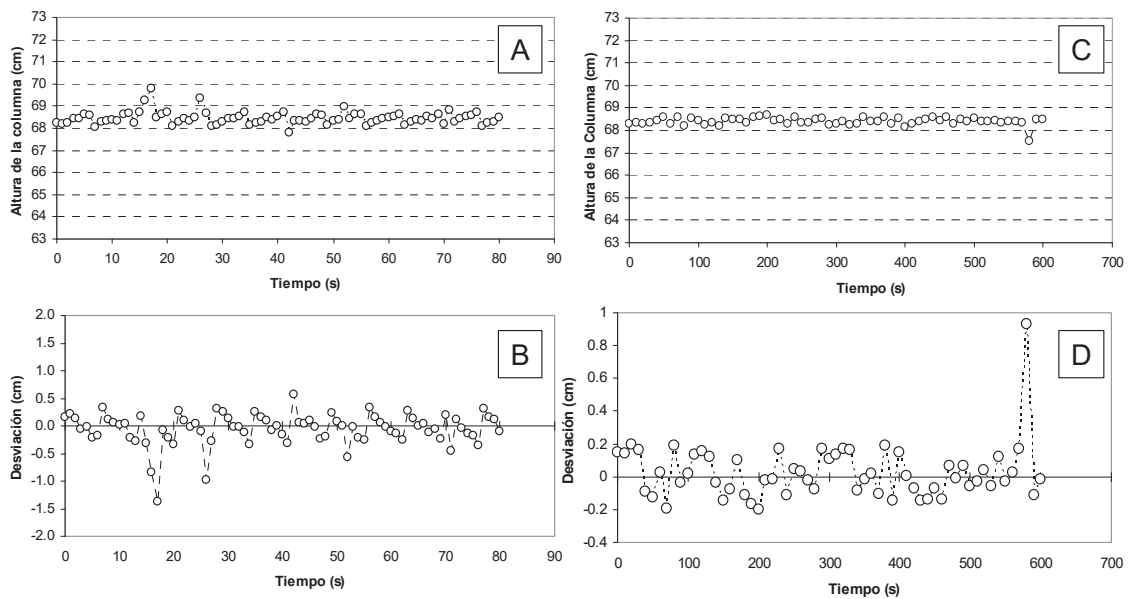 Altura de la columna (cm)
73
72
71
70
69
68
67
66
65
64
63
0 10 20 30 40 50 60 70 80 90
Tiempo (s)
A
Altura de la Columna (cm)
73
72
71
70
69
68
67
66
65
64
63
0 100 200 300 400 500 600 700
Tiempo (s)
C
Desviación (cm)
2.0
1.5
1.0
0.5
0.0
-0.5
-1.0
-1.5
-2.0
0 10 20 30 40 50 60 70 80 90
Tiempo (s)
B
Desviación (cm)
1
0.8
0.6
0.4
0.2
0
-0.2
-0.4
0 100 200 300 400 500 600 700
Tiempo (s)
D